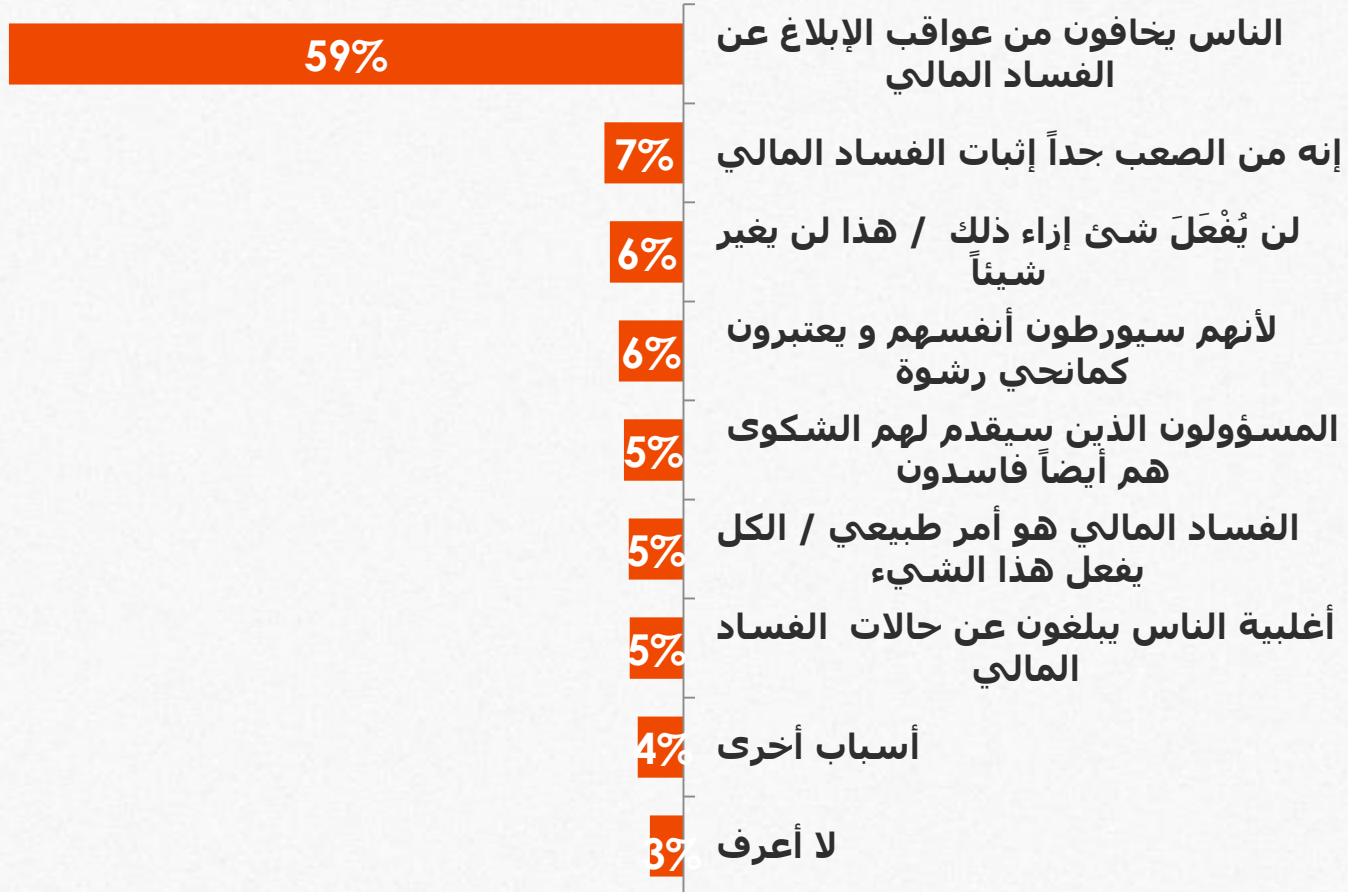 الناس يخافون من عواقب الإبلاغ عن
الفساد المالي
59%
إنه من الصعب جداً إثبات الفساد المالي
7%
لن يُفْعَلَ شئ إزاء ذلك / هذا لن يغير
شيئاً
6%
لأنهم سيورطون أنفسهم و يعتبرون
كمانحي رشوة
6%
المسؤولون الذين سيقدم لهم الشكوى
هم أيضاً فاسدون
5%
الفساد المالي هو أمر طبيعي / الكل
يفعل هذا الشيء
5%
أغلبية الناس يبلغون عن حالات الفساد
المالي
5%
أسباب أخرى
4%
لا أعرف
3%